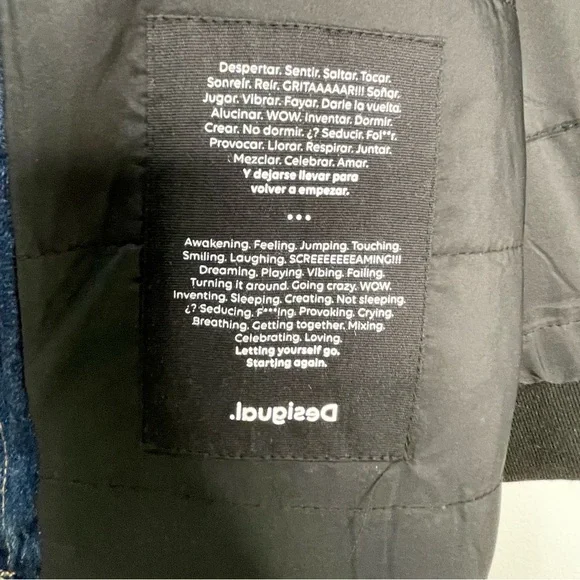 Despertar. Sentir. Saltar. Tocar.
Sonreír. Reír. GRITAAAAAR!!! Soñar.
Jugar. Vibrar. Fayar. Darle la vuelta.
Alucinar. WOW. Inventar. Dormir.
Crear. No dormir. ¿? Seducir. Fol**r.
Provocar. Llorar. Respirar. Juntar.
Mezclar. Celebrar. Amar.
Y dejarse llevar para
volver a empezar.
...
Awakening. Feeling. Jumping. Touching.
Smiling. Laughing. SCREEEEEEAMING!!!
Dreaming. Playing. Vibing. Failing.
Turning it around. Going crazy. WOW.
Inventing. Sleeping. Creating. Not sleeping.
¿? Seducing. F***ing. Provoking. Crying.
Breathing. Getting together. Mixing.
Celebrating. Loving.
Letting yourself go.
Starting again.
Desigual.